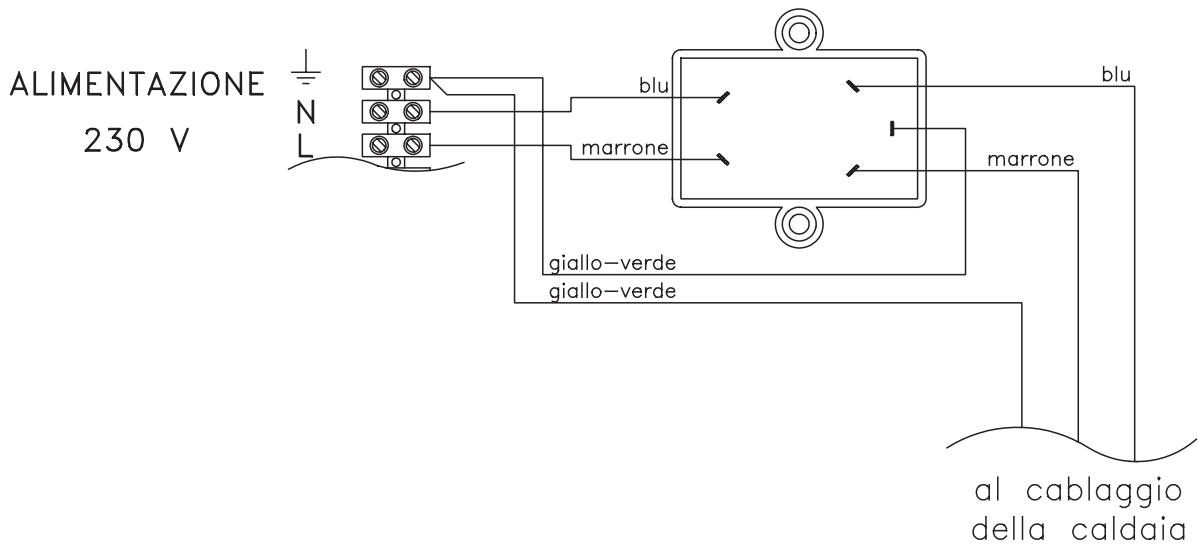 ALIMENTAZIONE
230 V
N
L
blu
marrone
blu
marrone
giallo-verde
giallo-verde
al cablaggio
della caldaia